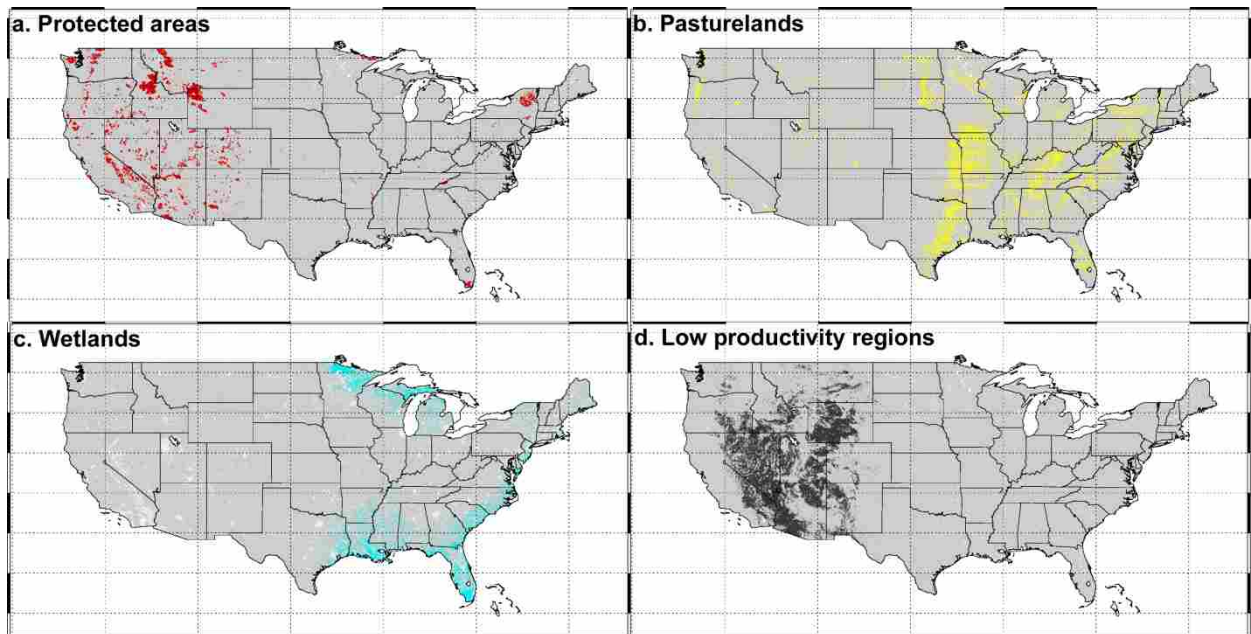 a. Protected areas
b. Pasturelands
c. Wetlands
d. Low productivity regions